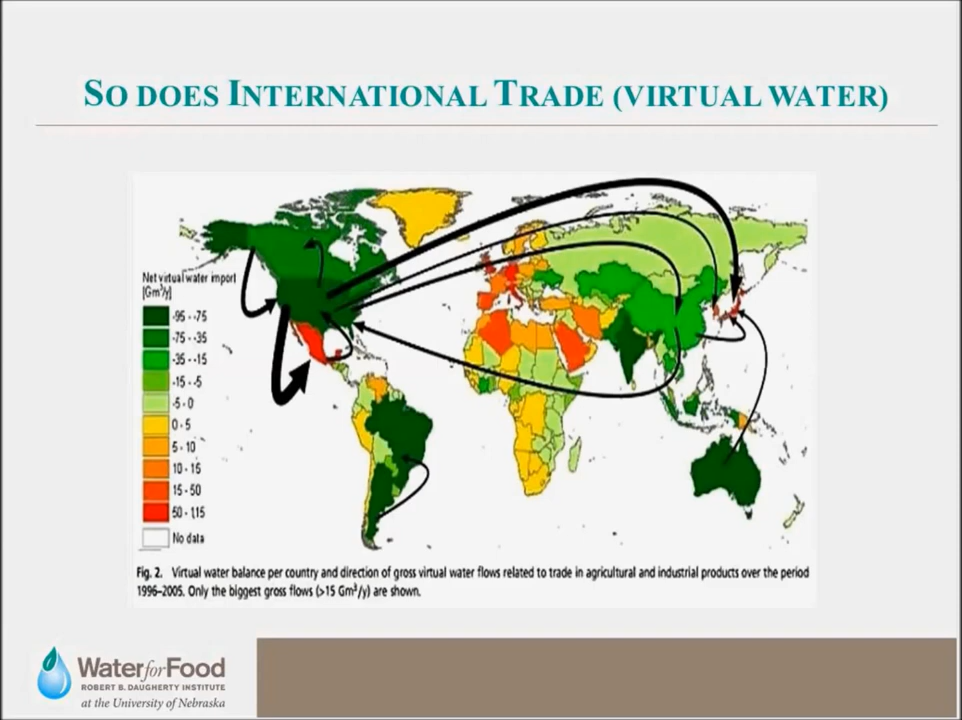 SO DOES INTERNATIONAL TRADE (VIRTUAL WATER)
Net virtual water import
[Gm³/y]
-95 - -75
-75 - -35
-35 - -15
-15 - -5
-5 - 0
0 - 5
5 - 10
10 - 15
15 - 50
50 - 115
No data
Fig. 2. Virtual water balance per country and direction of gross virtual water flows related to trade in agricultural and industrial products over the period
1996–2005. Only the biggest gross flows (>15 Gm³/y) are shown.
Water for Food
ROBERT B. DAUGHERTY INSTITUTE
at the University of Nebraska